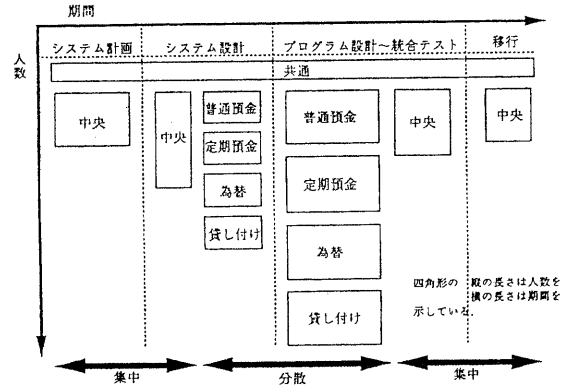 期間
人数
システム計画 システム設計 プログラム設計～統合テスト 移行
共通
中央 中央 普通預金 普通預金 中央 中央
定期預金 定期預金
為替 為替
貸し付け 貸し付け
四角形の 縦の長さは人数を
横の長さは期間を
示している.
集中 分散 集中